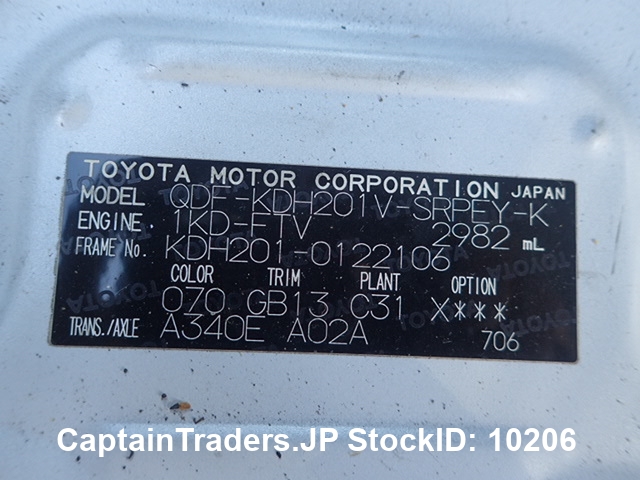 TOYOTA MOTOR CORPORATION JAPAN
MODEL QDF-KDH201V-SRPEY-K
ENGINE 1KD-FTV 2982 mL
FRAME No. KDH201-0122106
COLOR TRIM PLANT OPTION
070 GB13 C31 X***
TRANS./AXLE A340E A02A 706
CaptainTraders.JP StockID: 10206